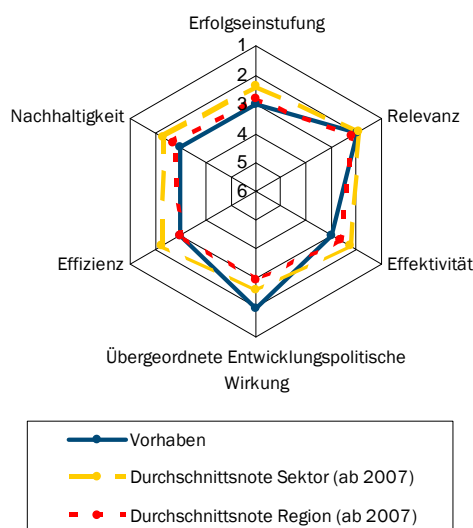 Erfolgseinstufung
1
2
3
4
5
6
Nachhaltigkeit
Relevanz
Effizienz
Effektivität
Übergeordnete Entwicklungspolitische
Wirkung
Vorhaben
Durchschnittsnote Sektor (ab 2007)
Durchschnittsnote Region (ab 2007)